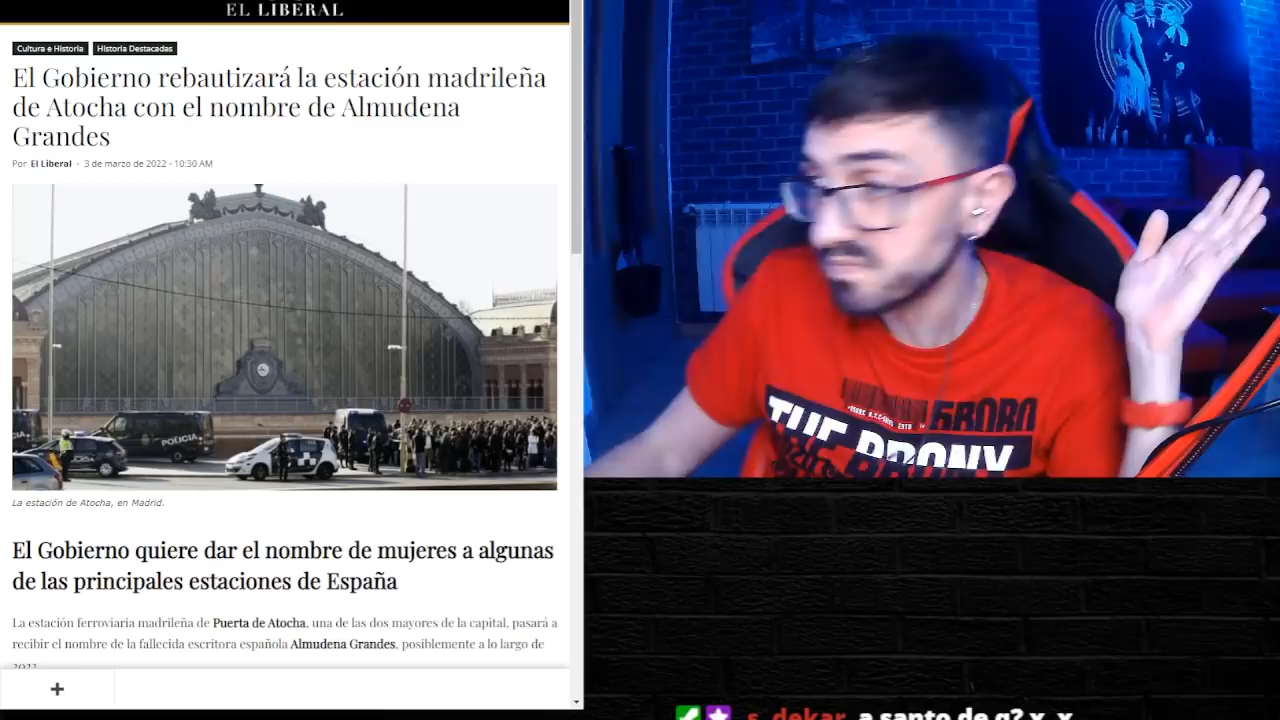 EL LIBERAL
Cultura e Historia
Historia Destacadas
El Gobierno rebautizará la estación madrileña
de Atocha con el nombre de Almudena
Grandes
Por El Liberal - 3 de marzo de 2022 - 10:30 AM
POLICIA
La estación de Atocha, en Madrid.
El Gobierno quiere dar el nombre de mujeres a algunas
de las principales estaciones de España
La estación ferroviaria madrileña de Puerta de Atocha, una de las dos mayores de la capital, pasará a
recibir el nombre de la fallecida escritora española Almudena Grandes, posiblemente a lo largo de
2022
+
THE BRONX
s_dekar a santo de q? x_x